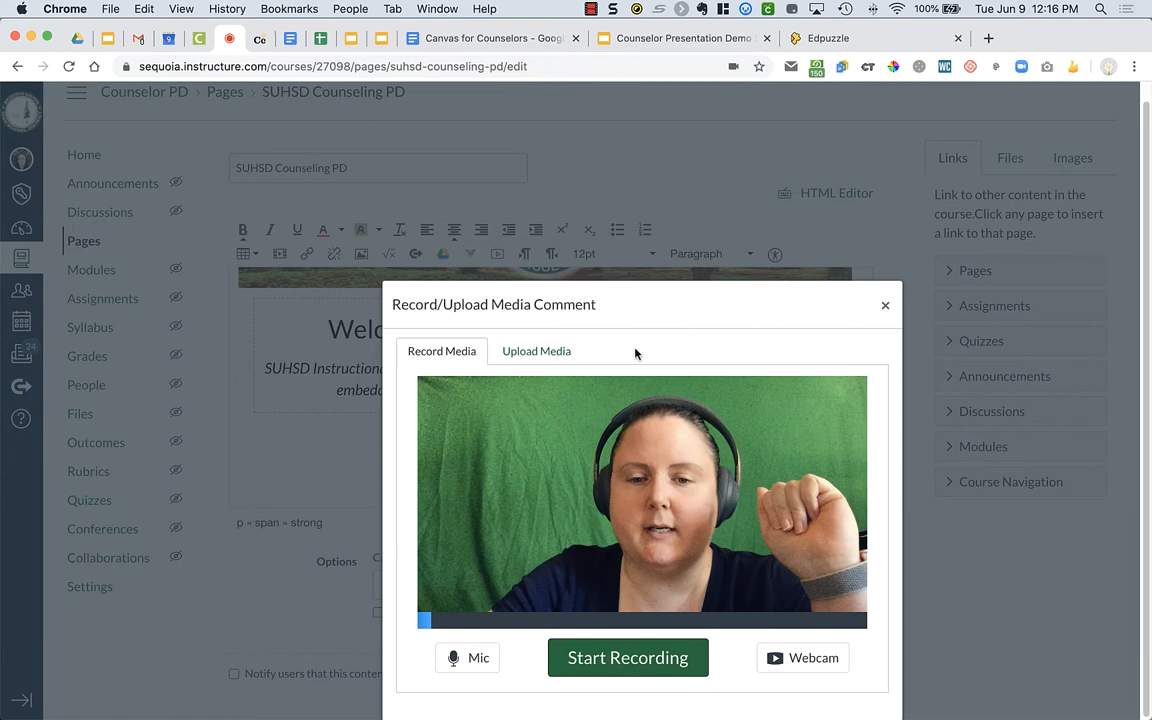 Chrome File Edit View History Bookmarks People Tab Window Help 100% Tue Jun 9 12:16 PM
Canvas for Counselors - Goog Counselor Presentation Demo Edpuzzle
sequoia.instructure.com/courses/27098/pages/suhsd-counseling-pd/edit
150
Counselor PD > Pages > SUHSD Counseling PD
Home
Announcements
Discussions
Pages
Modules
Assignments
Syllabus
Grades
People
Files
Outcomes
Rubrics
Quizzes
Conferences
Collaborations
Settings
24
SUHSD Counseling PD
HTML Editor
12pt Paragraph
Welc
SUHSD Instructiona
embed
p » span » strong
Options
Notify users that this conten
Record/Upload Media Comment
Record Media Upload Media
Mic Start Recording Webcam
Links Files Images
Link to other content in the
course.Click any page to insert
a link to that page.
Pages
Assignments
Quizzes
Announcements
Discussions
Modules
Course Navigation